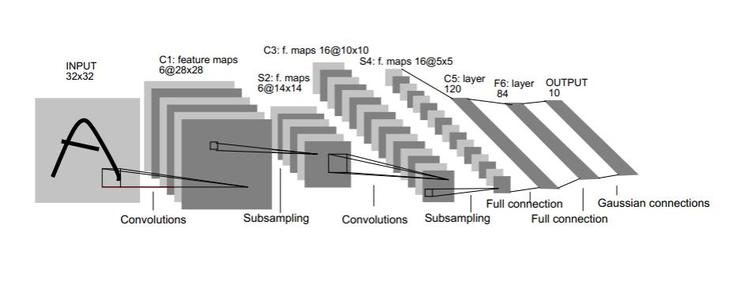 INPUT
32x32
C1: feature maps
6@28x28
S2: f. maps
6@14x14
C3: f. maps 16@10x10
S4: f. maps 16@5x5
C5: layer
120
F6: layer
84
OUTPUT
10
Convolutions
Subsampling
Convolutions
Subsampling
Full connection
Full connection
Gaussian connections
A